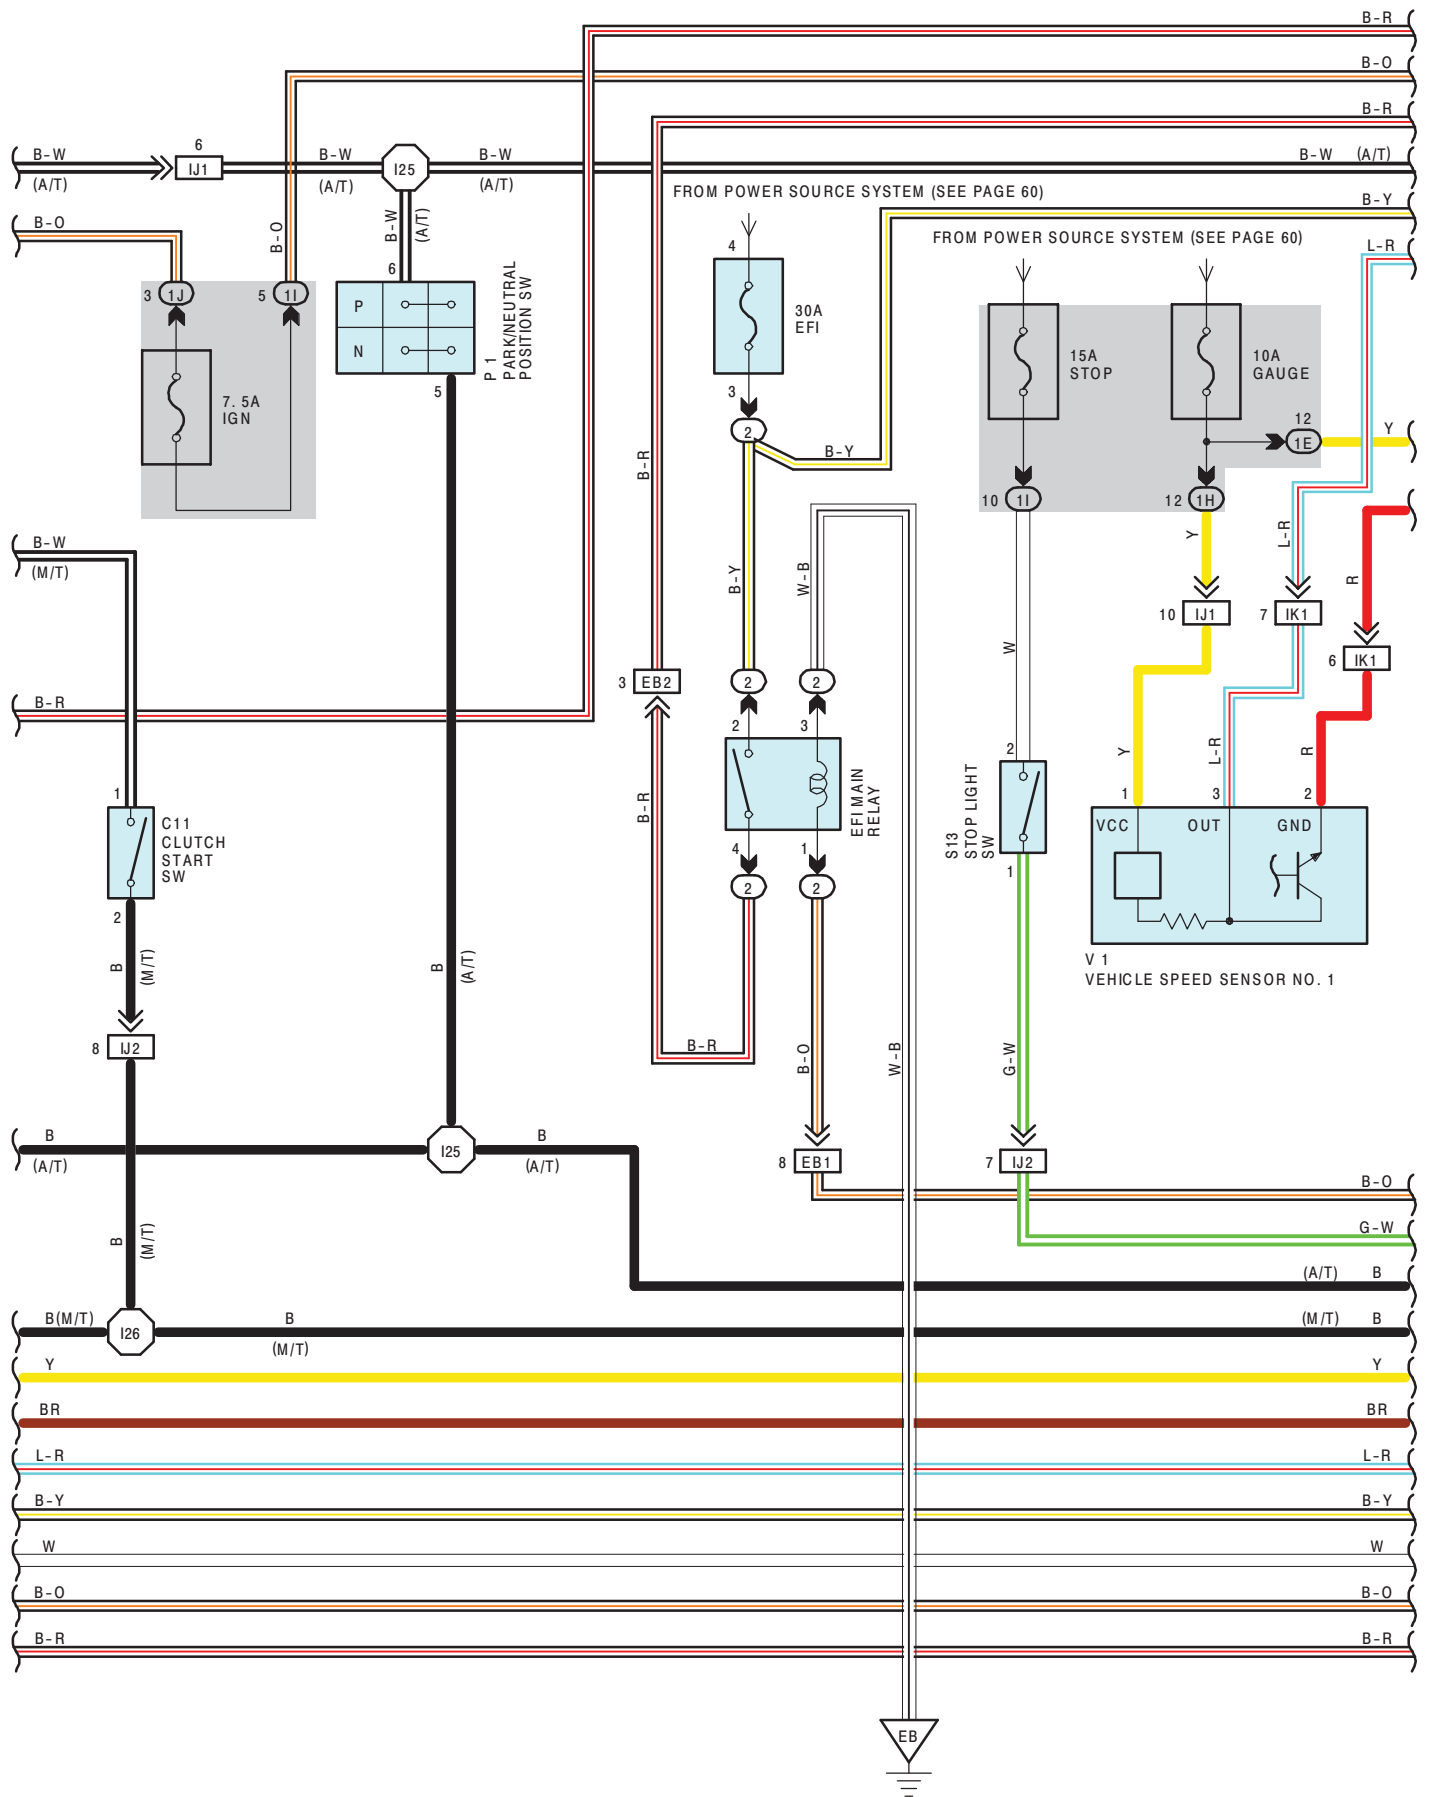 B-R
B-O
B-R
6
B-W
IJ1
B-W
I25
B-W
B-W (A/T)
(A/T)
(A/T)
(A/T)
FROM POWER SOURCE SYSTEM (SEE PAGE 60)
B-Y
B-O
B-O
B-W
(A/T)
FROM POWER SOURCE SYSTEM (SEE PAGE 60)
L-R
4
6
3 1J
5 1I
P
N
P 1
PARK/NEUTRAL
POSITION SW
30A
EFI
15A
STOP
10A
GAUGE
7. 5A
IGN
5
3
2
12
1E
Y
B-Y
B-R
10 1I
12 1H
B-W
(M/T)
B-Y
W-B
Y
L-R
R
10 IJ1
7 IK1
6 IK1
W
3 EB2
2
2
B-R
2
3
2
Y
L-R
R
1
C11
CLUTCH
START
SW
B-R
EFI MAIN
RELAY
S13
STOP LIGHT
SW
1
3
2
VCC
OUT
GND
4
1
1
2
2
2
B
(M/T)
B
(A/T)
V 1
VEHICLE SPEED SENSOR NO. 1
8 IJ2
B-R
B-O
W-B
G-W
B
(A/T)
I25
B
(A/T)
8 EB1
7 IJ2
B-O
B
(M/T)
G-W
(A/T) B
B(M/T)
I26
B
(M/T)
(M/T) B
Y
Y
BR
BR
L-R
L-R
B-Y
B-Y
W
W
B-O
B-O
B-R
B-R
EB